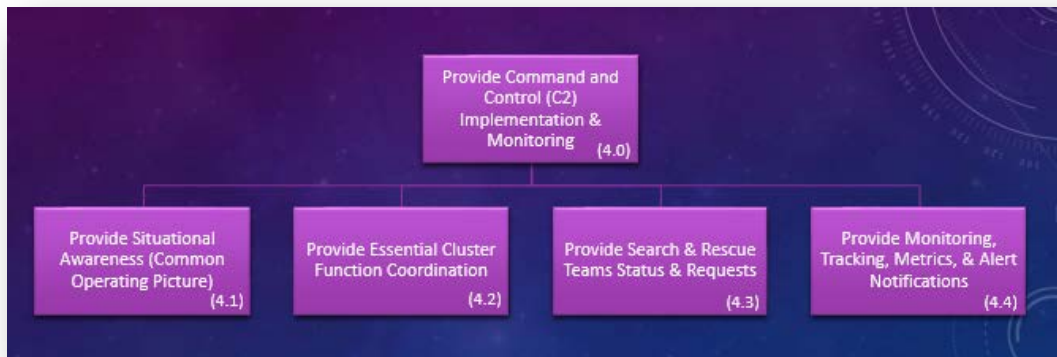 Provide Command and
Control (C2)
Implementation &
Monitoring
(4.0)
Provide Situational
Awareness (Common
Operating Picture)
(4.1)
Provide Essential Cluster
Function Coordination
(4.2)
Provide Search & Rescue
Teams Status & Requests
(4.3)
Provide Monitoring,
Tracking, Metrics, & Alert
Notifications
(4.4)